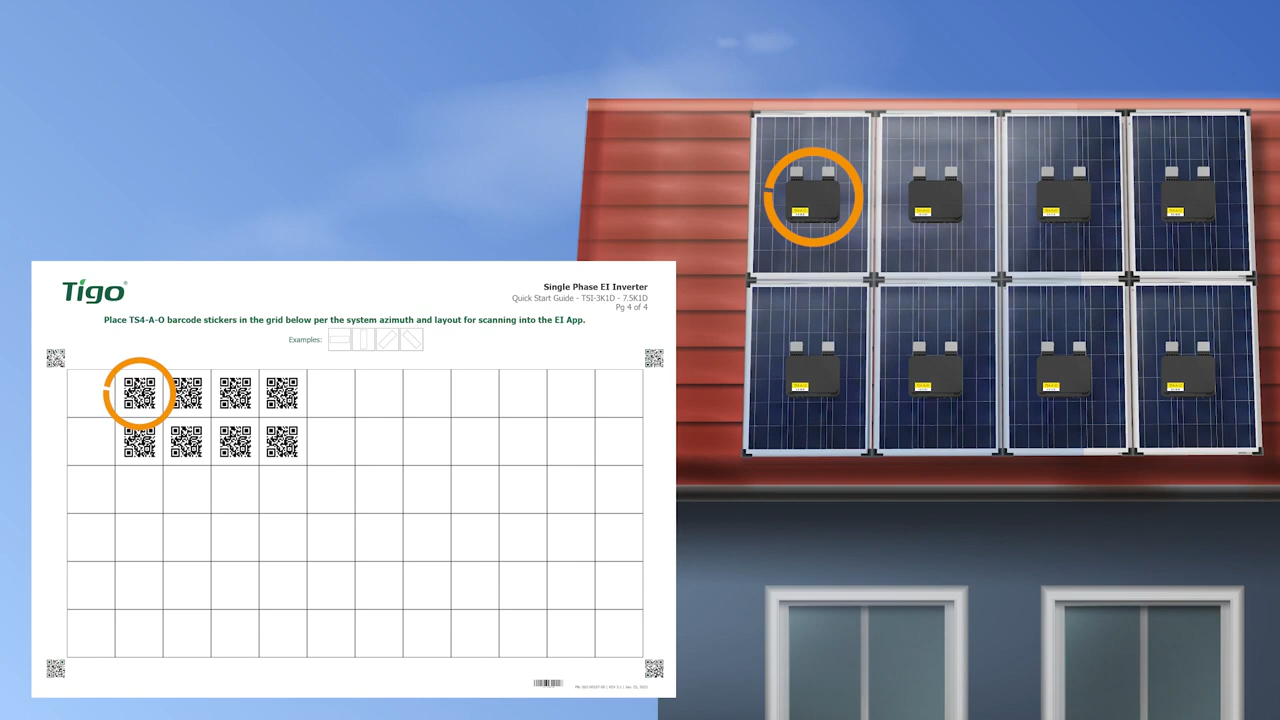 Tigo®
Single Phase EI Inverter
Quick Start Guide - TSI-3K1D - 7.5K1D
Pg 4 of 4
Place TS4-A-O barcode stickers in the grid below per the system azimuth and layout for scanning into the EI App.
Examples: